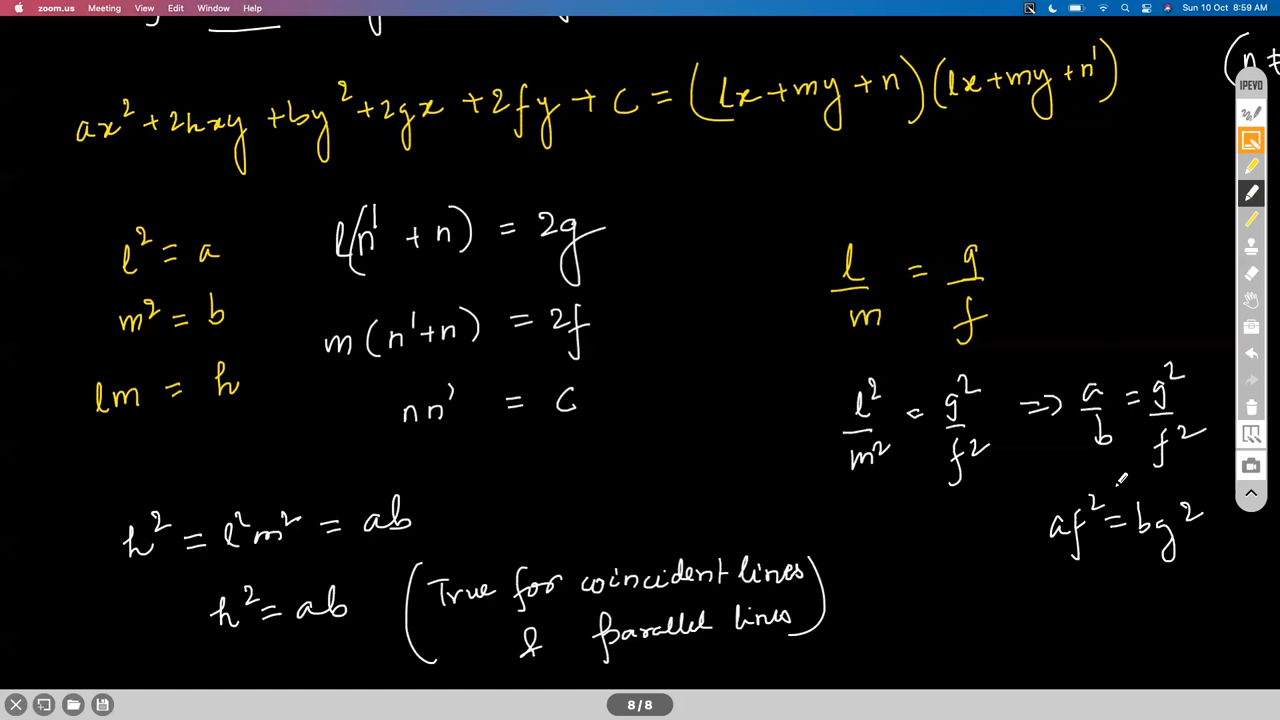 zoom.us Meeting View Edit Window Help Sun 10 Oct 8:59 AM
(n ≠
ax² + 2hxy + by² + 2gx + 2fy + c = (lx + my + n)(lx + my + n')
IPEVO
l² = a
m² = b
lm = h
l(n' + n) = 2g
m(n' + n) = 2f
nn' = c
l/m = g/f
l²/m² = g²/f² ⇒ a/b = g²/f²
af² = bg²
h² = l²m² = ab
h² = ab (True for coincident lines
& parallel lines)
8/8